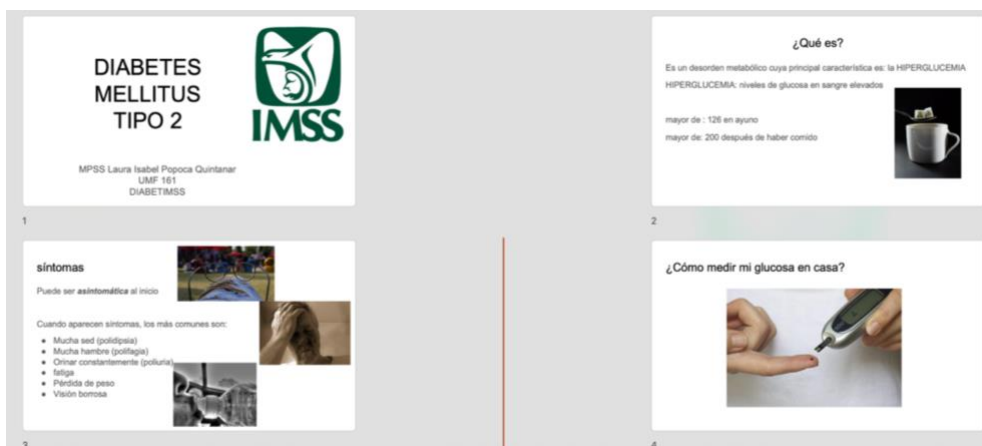 DIABETES
MELLITUS
TIPO 2
IMSS
MPSS Laura Isabel Popoca Quintanar
UMF 161
DIABETIMSS
1
¿Qué es?
Es un desorden metabólico cuya principal característica es: la HIPERGLUCEMIA
HIPERGLUCEMIA: niveles de glucosa en sangre elevados
mayor de : 126 en ayuno
mayor de: 200 después de haber comido
2
síntomas
Puede ser asintomática al inicio
Cuando aparecen síntomas, los más comunes son:
Mucha sed (polidipsia)
Mucha hambre (polifagia)
Orinar constantemente (poliuria)
fatiga
Pérdida de peso
Visión borrosa
3
¿Cómo medir mi glucosa en casa?
4